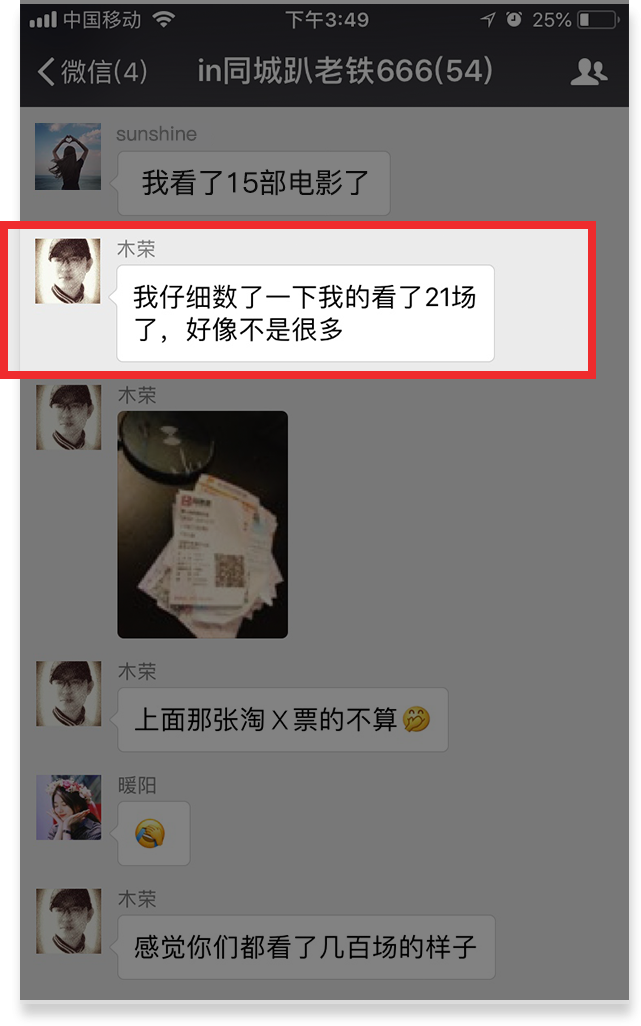 中国移动 下午3:49 25%
微信(4) in同城趴老铁666(54)
sunshine
我看了15部电影了
木荣
我仔细数了一下我的看了21场
了，好像不是很多
木荣
木荣
上面那张淘X票的不算🤭
暖阳
😂
木荣
感觉你们都看了几百场的样子